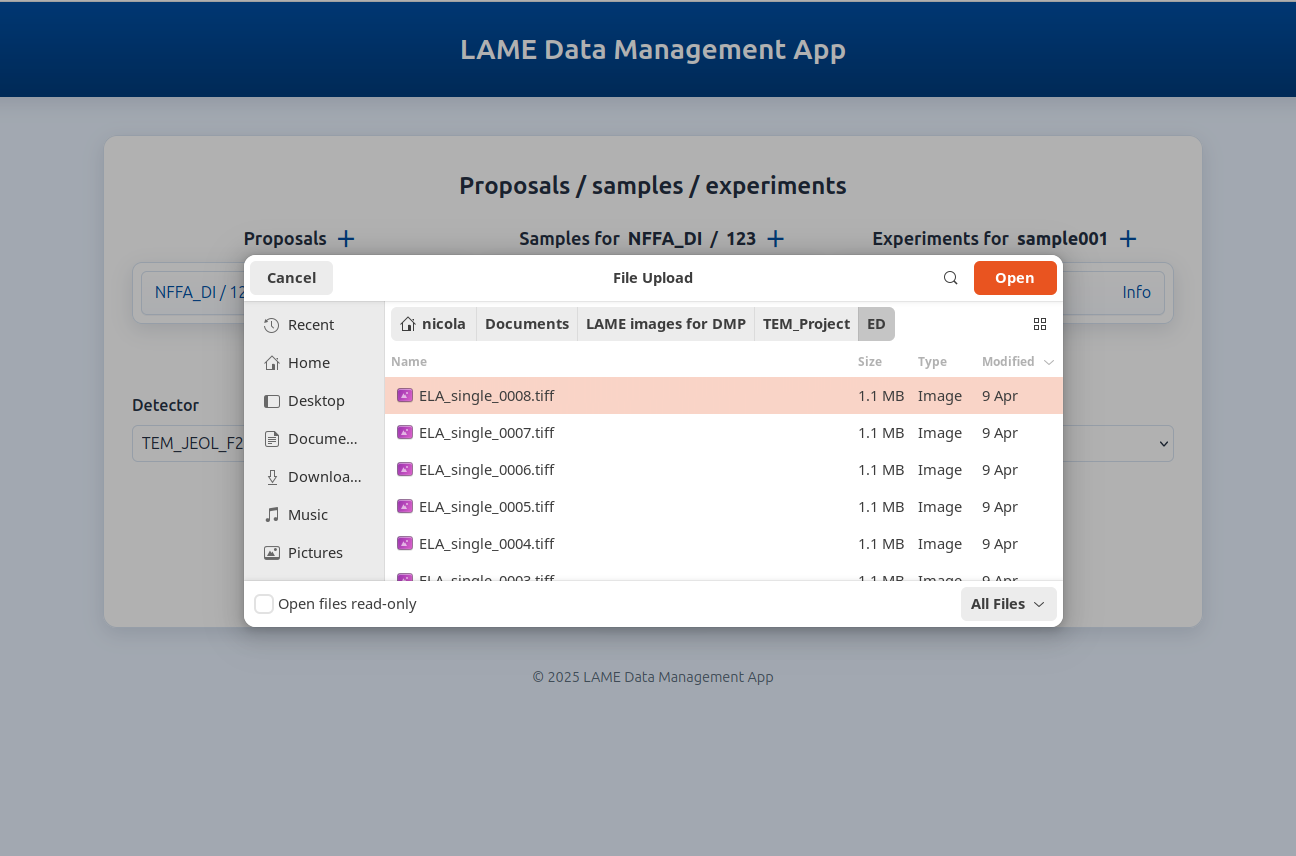 LAME Data Management App
Proposals / samples / experiments
Proposals +
Samples for NFFA_DI / 123 +
Experiments for sample001 +
NFFA_DI / 12
Info
Cancel
File Upload
Open
Recent
Home
Desktop
Docume...
Downloa...
Music
Pictures
nicola
Documents
LAME images for DMP
TEM_Project
ED
Name Size Type Modified
ELA_single_0008.tiff 1.1 MB Image 9 Apr
ELA_single_0007.tiff 1.1 MB Image 9 Apr
ELA_single_0006.tiff 1.1 MB Image 9 Apr
ELA_single_0005.tiff 1.1 MB Image 9 Apr
ELA_single_0004.tiff 1.1 MB Image 9 Apr
ELA_single_0003.tiff 1.1 MB Image 9 Apr
Detector
TEM_JEOL_F2
Open files read-only
All Files
© 2025 LAME Data Management App